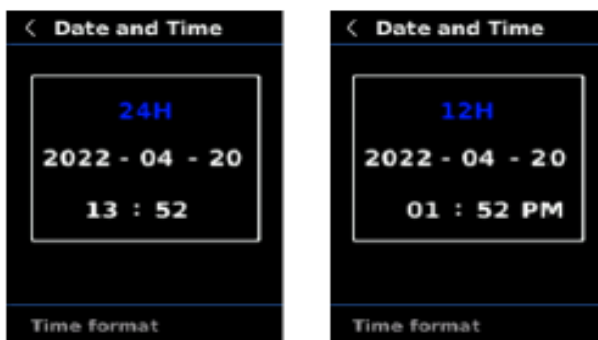 < Date and Time
24H
2022 - 04 - 20
13 : 52
Time format
< Date and Time
12H
2022 - 04 - 20
01 : 52 PM
Time format